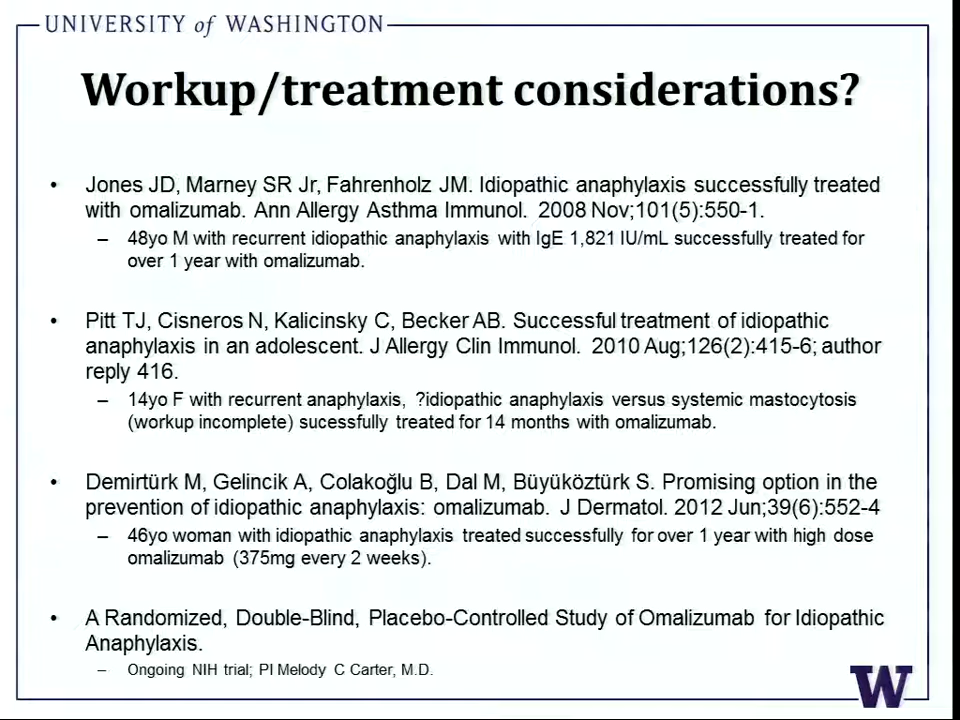 UNIVERSITY of WASHINGTON
Workup/treatment considerations?
• Jones JD, Marney SR Jr, Fahrenholz JM. Idiopathic anaphylaxis successfully treated
with omalizumab. Ann Allergy Asthma Immunol. 2008 Nov;101(5):550-1.
– 48yo M with recurrent idiopathic anaphylaxis with IgE 1,821 IU/mL successfully treated for
over 1 year with omalizumab.
• Pitt TJ, Cisneros N, Kalicinsky C, Becker AB. Successful treatment of idiopathic
anaphylaxis in an adolescent. J Allergy Clin Immunol. 2010 Aug;126(2):415-6; author
reply 416.
– 14yo F with recurrent anaphylaxis, ?idiopathic anaphylaxis versus systemic mastocytosis
(workup incomplete) sucessfully treated for 14 months with omalizumab.
• Demirtürk M, Gelincik A, Colakoğlu B, Dal M, Büyüköztürk S. Promising option in the
prevention of idiopathic anaphylaxis: omalizumab. J Dermatol. 2012 Jun;39(6):552-4
– 46yo woman with idiopathic anaphylaxis treated successfully for over 1 year with high dose
omalizumab (375mg every 2 weeks).
• A Randomized, Double-Blind, Placebo-Controlled Study of Omalizumab for Idiopathic
Anaphylaxis.
– Ongoing NIH trial; PI Melody C Carter, M.D.
W